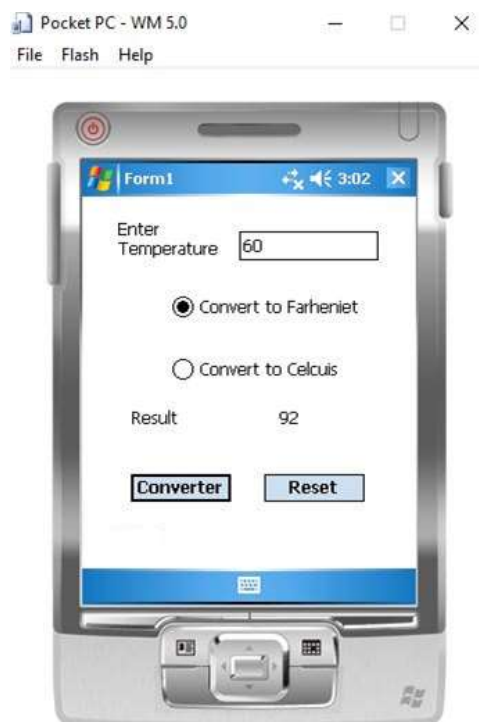 Pocket PC - WM 5.0
File Flash Help
Form1 3:02
Enter
Temperature 60
Convert to Farheniet
Convert to Celcuis
Result 92
Converter Reset